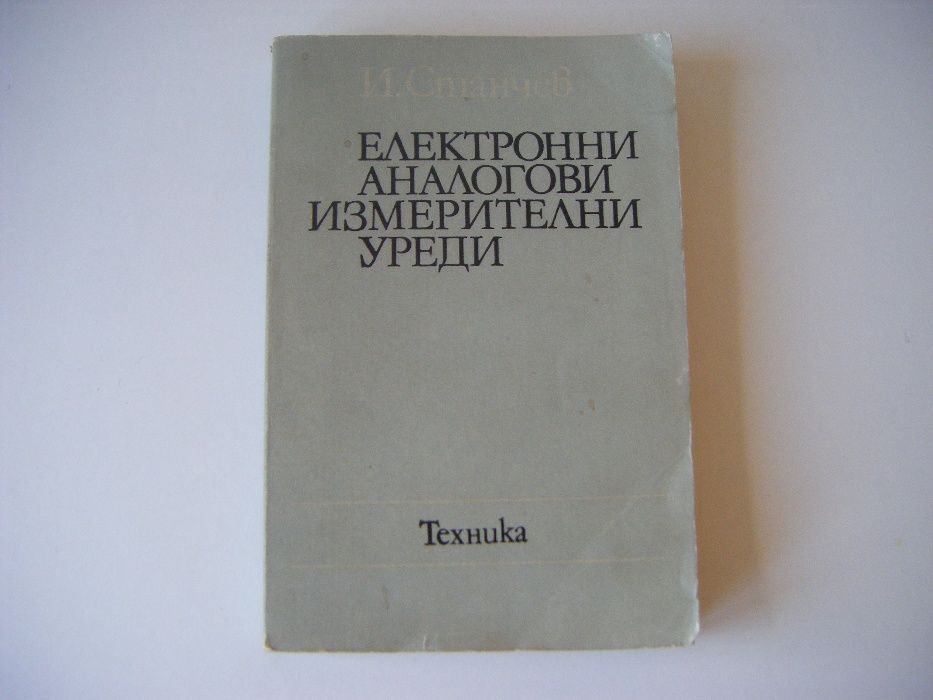 И. Станчев
ЕЛЕКТРОННИ
АНАЛОГОВИ
ИЗМЕРИТЕЛНИ
УРЕДИ
Техника